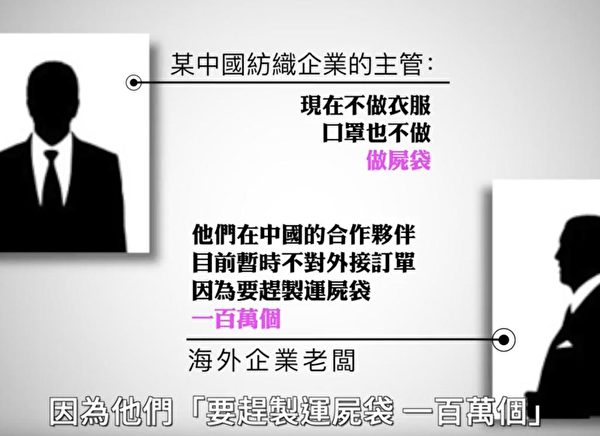 某中國紡織企業的主管：
現在不做衣服
口罩也不做
做屍袋
他們在中國的合作夥伴
目前暫時不對外接訂單
因為要趕製運屍袋
一百萬個
海外企業老闆
因為他們「要趕製運屍袋 一百萬個」